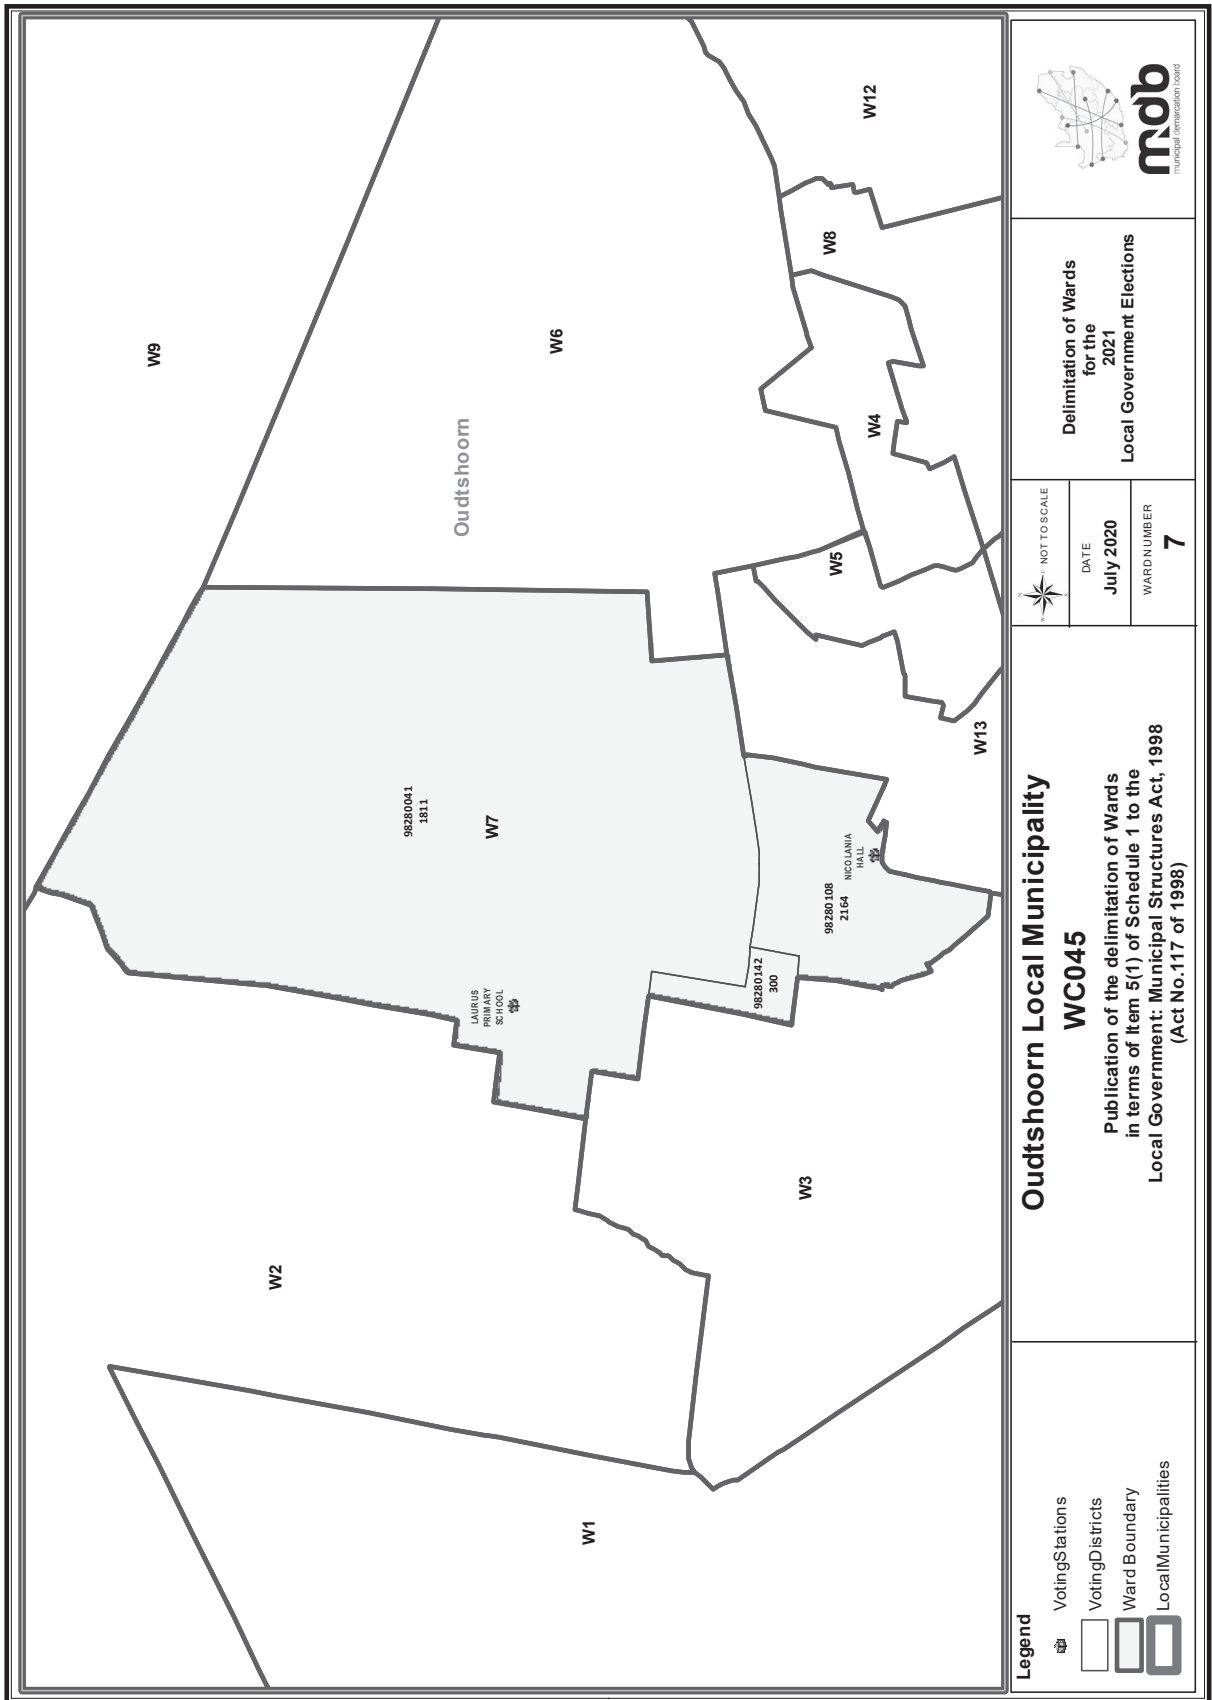 W9
W6
Oudtshoorn
W12
W8
W4
W5
W13
98280041
1811
W7
NICOLANIA
HALL
98280108
2164
98280142
300
LAURUS
PRIMARY
SCHOOL
W3
W2
W1
Legend
VotingStations
VotingDistricts
Ward Boundary
LocalMunicipalities
Oudtshoorn Local Municipality
WC045
Publication of the delimitation of Wards
in terms of Item 5(1) of Schedule 1 to the
Local Government: Municipal Structures Act, 1998
(Act No.117 of 1998)
NOT TO SCALE
DATE
July 2020
WARDNUMBER
7
Delimitation of Wards
for the
2021
Local Government Elections
mdb
municipal demarcation board